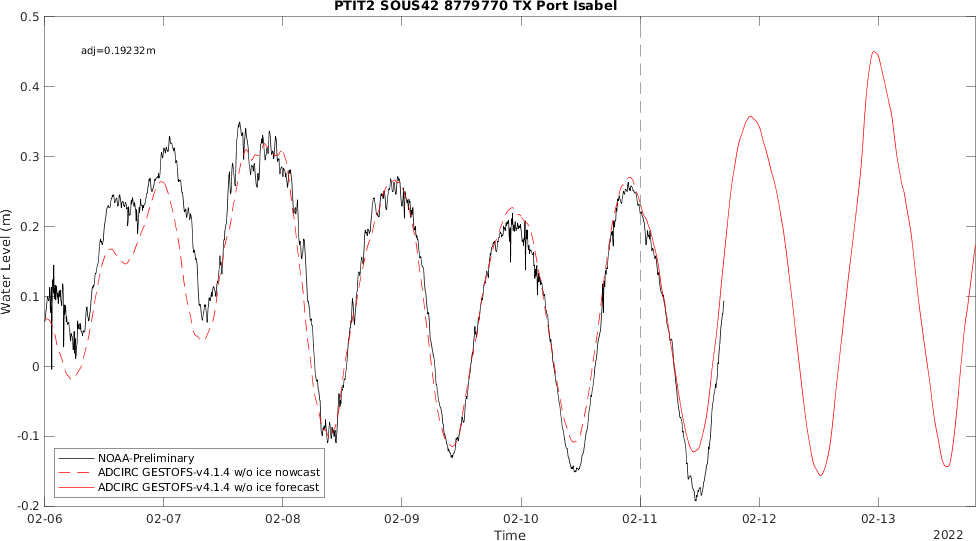 PTIT2 SOUS42 8779770 TX Port Isabel
adj=0.19232m
Water Level (m)
0.5
0.4
0.3
0.2
0.1
0
-0.1
-0.2
NOAA-Preliminary
ADCIRC GESTOFS-v4.1.4 w/o ice nowcast
ADCIRC GESTOFS-v4.1.4 w/o ice forecast
02-06 02-07 02-08 02-09 02-10 02-11 02-12 02-13
Time
2022